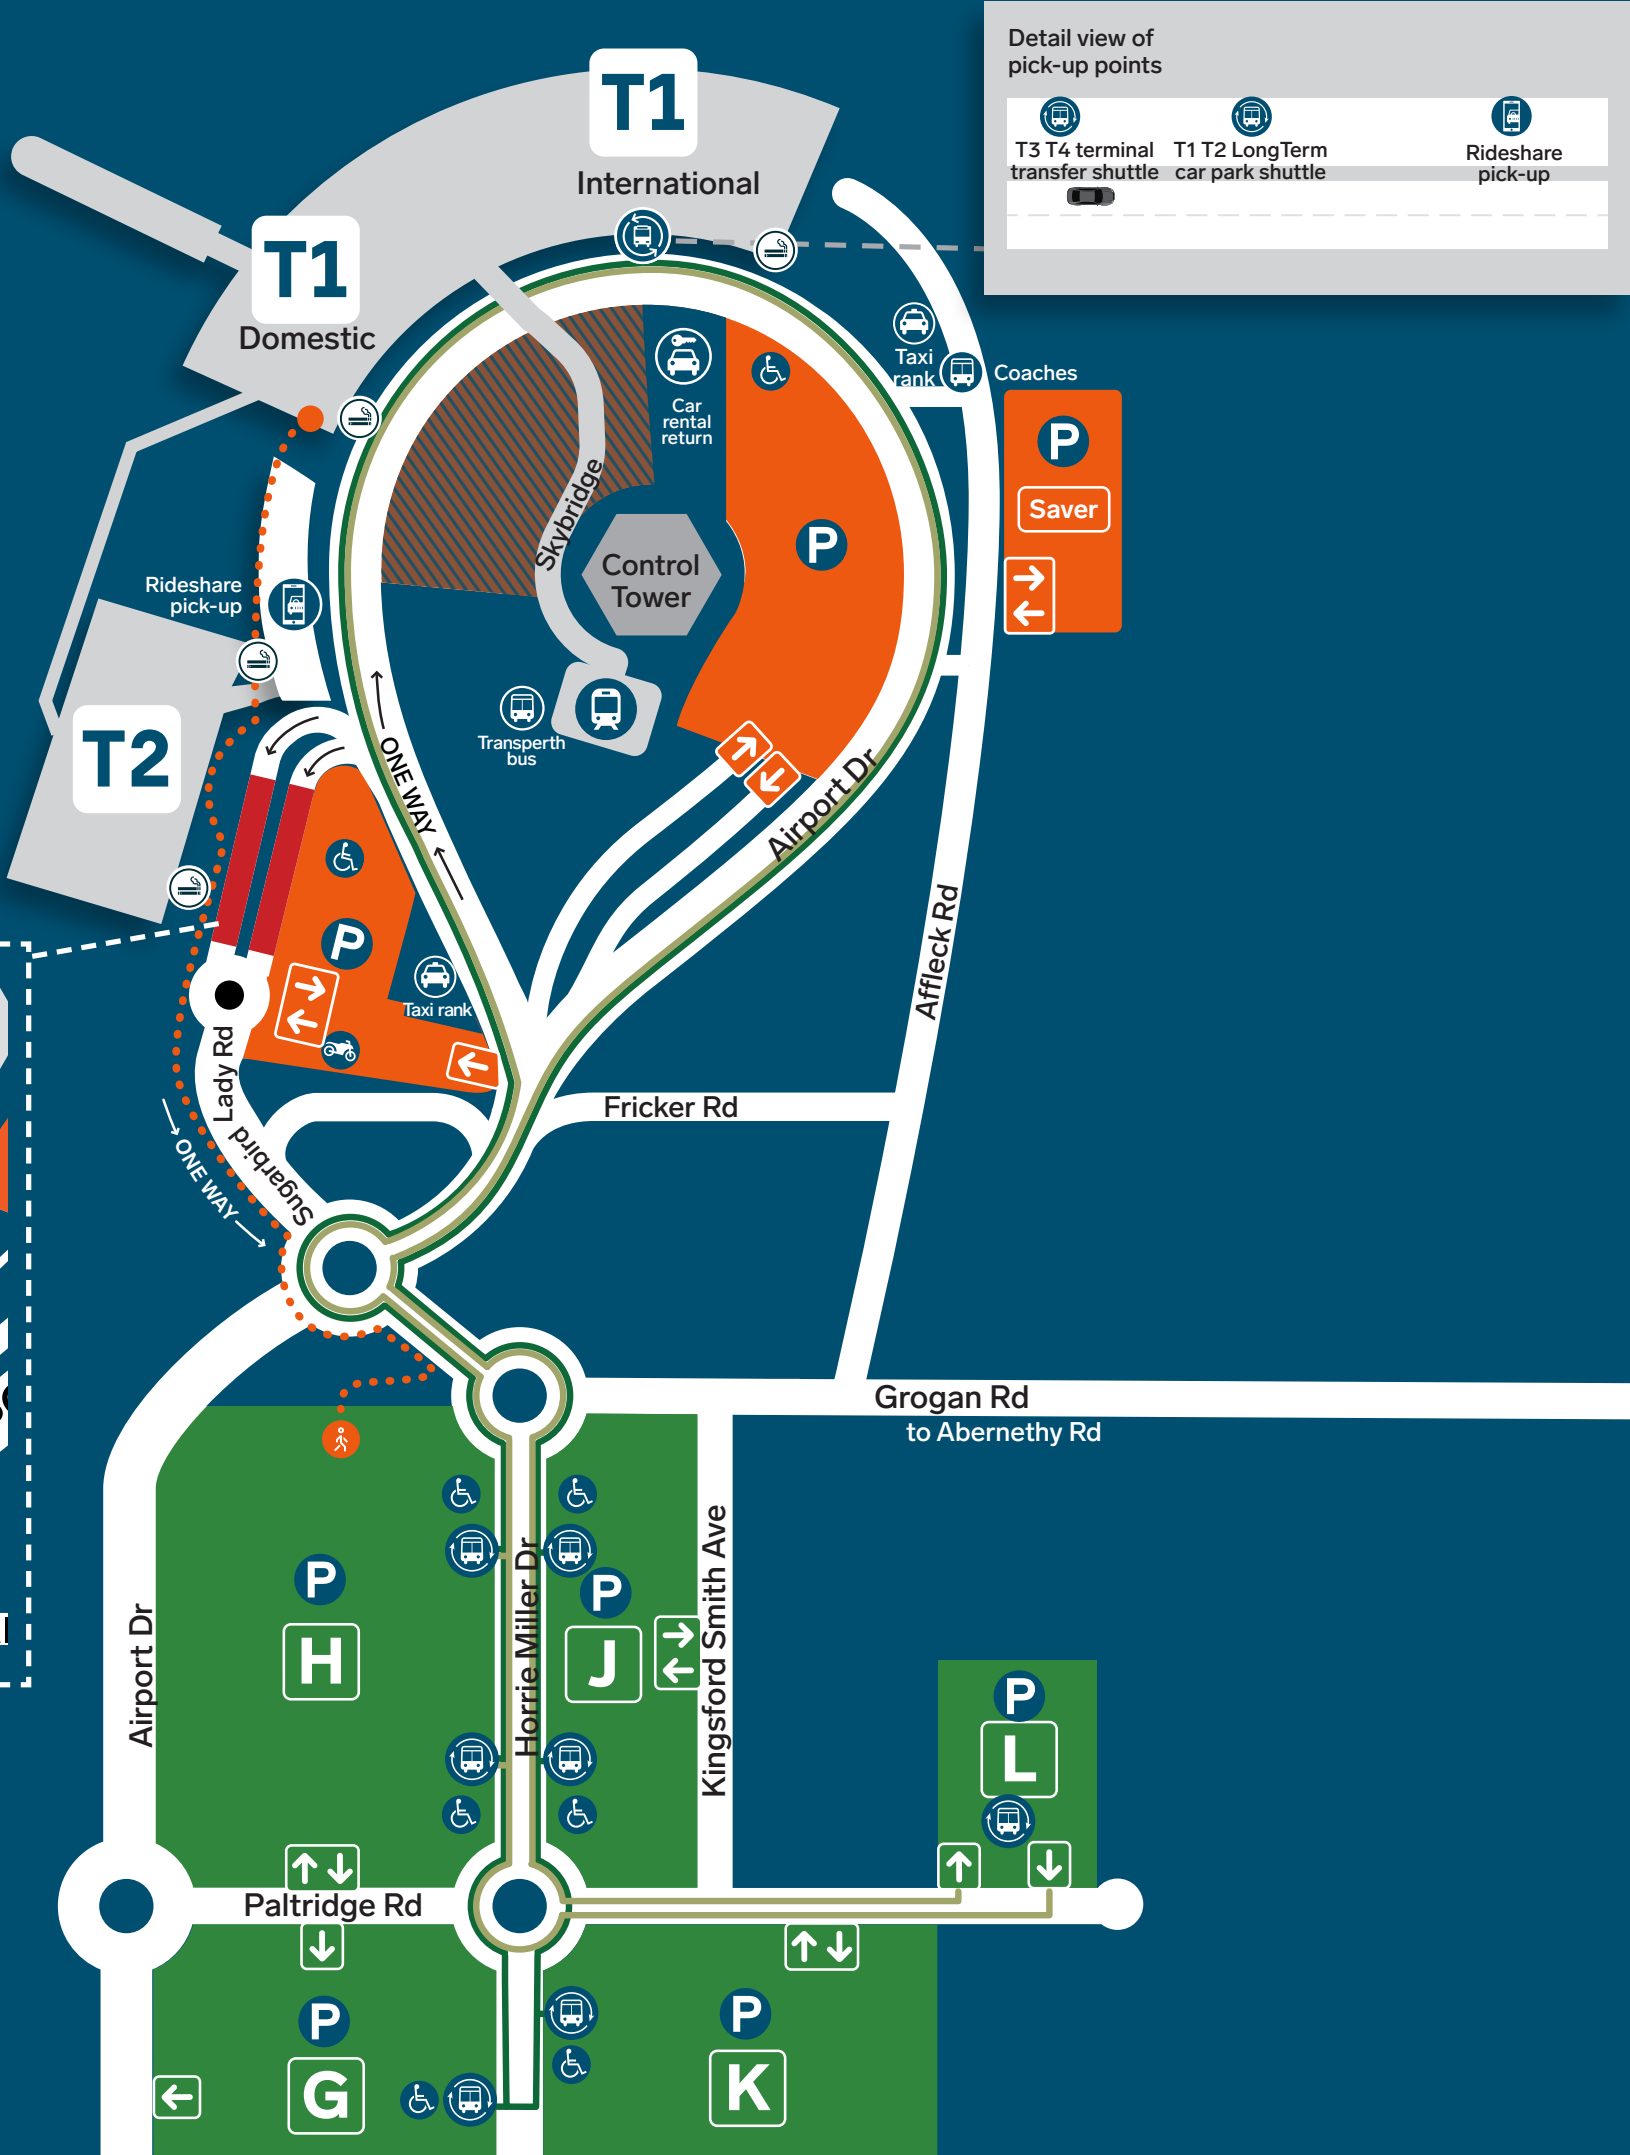 Detail view of
pick-up points
T3 T4 terminal
transfer shuttle
T1 T2 LongTerm
car park shuttle
Rideshare
pick-up
T1
International
T1
Domestic
Taxi
rank
Coaches
Car
rental
return
P
Saver
Skybridge
P
Control
Tower
Rideshare
pick-up
T2
Transperth
bus
ONE WAY
Airport Dr
Affleck Rd
P
Taxi rank
Lady Rd
Sugarbird
ONE WAY
Fricker Rd
Grogan Rd
to Abernethy Rd
P
H
Horrie Miller Dr
P
J
Kingsford Smith Ave
Airport Dr
P
L
Paltridge Rd
P
G
P
K